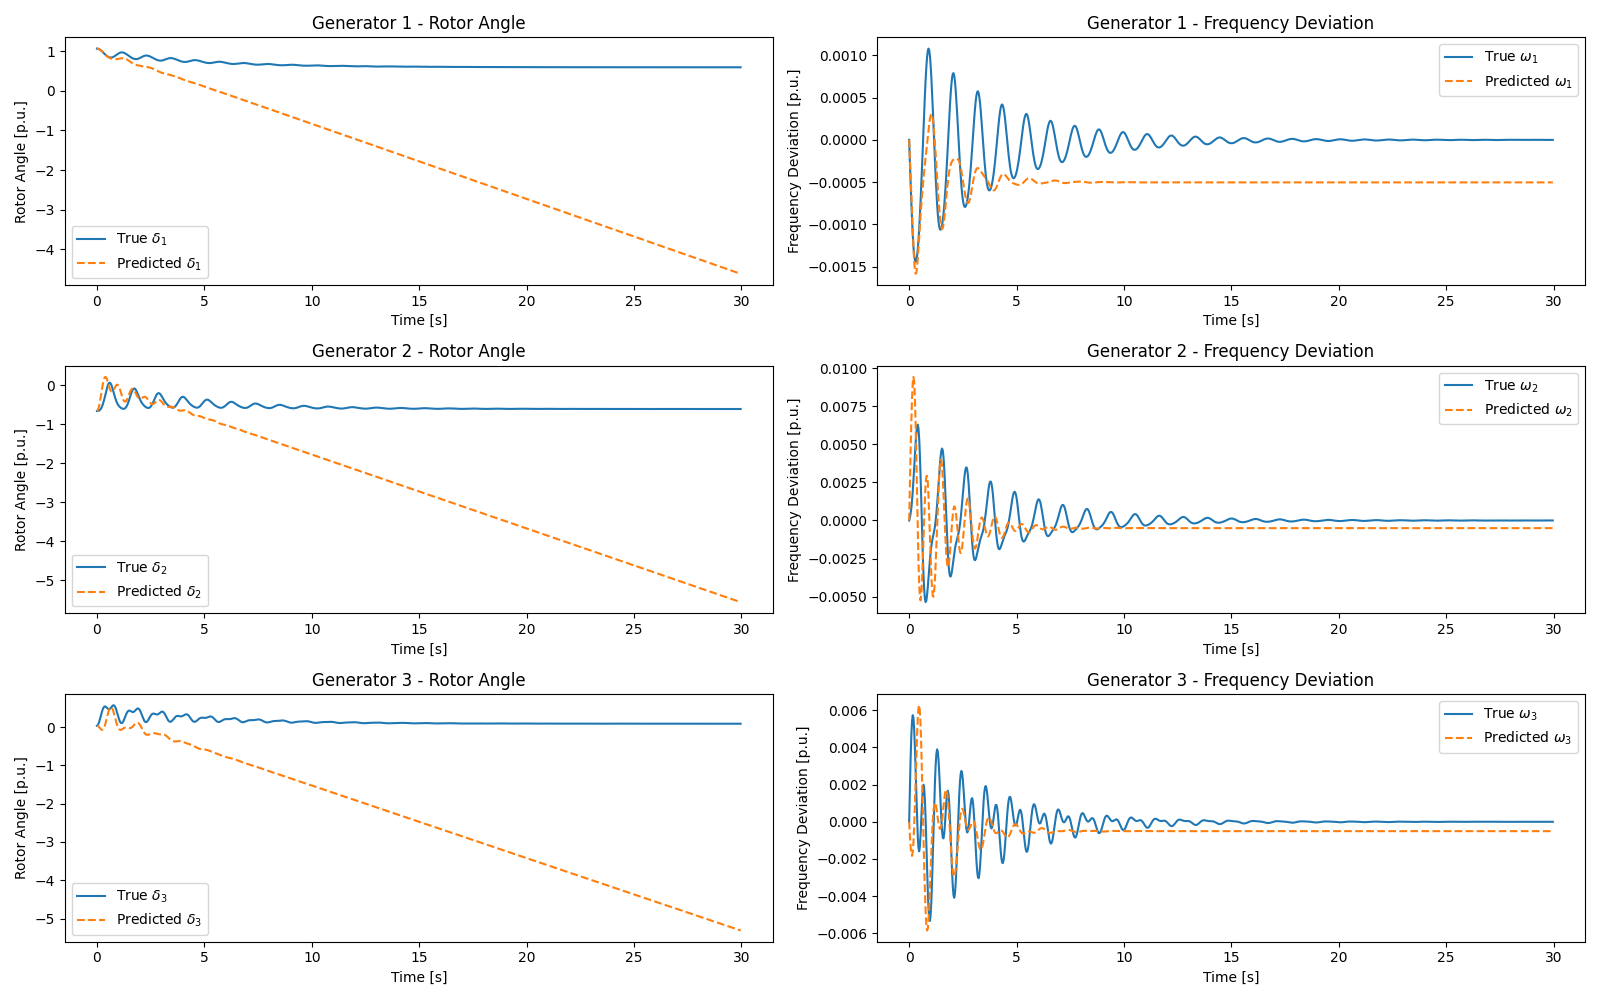 Generator 1 - Rotor Angle
Rotor Angle [p.u.]
1
0
−1
−2
−3
−4
True δ₁
Predicted δ₁
0 5 10 15 20 25 30
Time [s]
Generator 1 - Frequency Deviation
Frequency Deviation [p.u.]
0.0010
0.0005
0.0000
−0.0005
−0.0010
−0.0015
True ω₁
Predicted ω₁
0 5 10 15 20 25 30
Time [s]
Generator 2 - Rotor Angle
Rotor Angle [p.u.]
0
−1
−2
−3
−4
−5
True δ₂
Predicted δ₂
0 5 10 15 20 25 30
Time [s]
Generator 2 - Frequency Deviation
Frequency Deviation [p.u.]
0.0100
0.0075
0.0050
0.0025
0.0000
−0.0025
−0.0050
True ω₂
Predicted ω₂
0 5 10 15 20 25 30
Time [s]
Generator 3 - Rotor Angle
Rotor Angle [p.u.]
0
−1
−2
−3
−4
−5
True δ₃
Predicted δ₃
0 5 10 15 20 25 30
Time [s]
Generator 3 - Frequency Deviation
Frequency Deviation [p.u.]
0.006
0.004
0.002
0.000
−0.002
−0.004
−0.006
True ω₃
Predicted ω₃
0 5 10 15 20 25 30
Time [s]